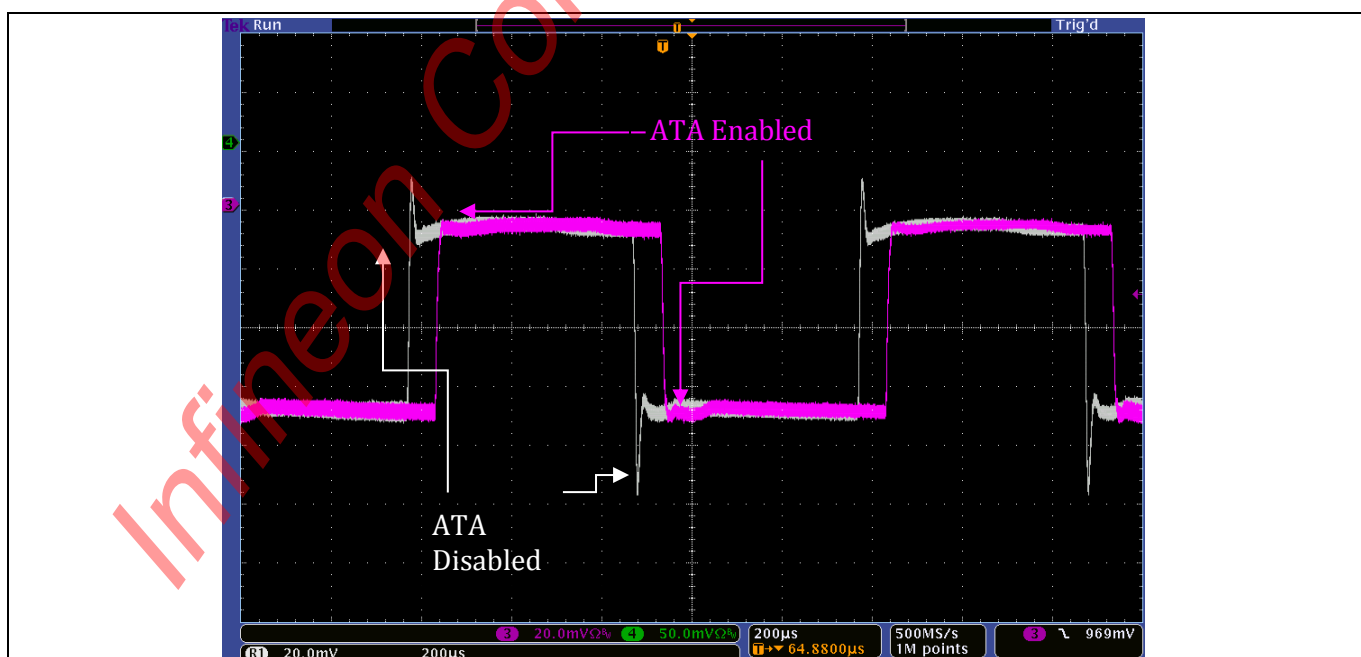 Tek Run
Trig'd
T
T
4
ATA Enabled
3
ATA
Disabled
3 20.0mVΩ 4 50.0mVΩ
200µs
T→▼ 64.8800µs
500MS/s
1M points
3 969mV
R1 20.0mV 200µs
Infineon Co